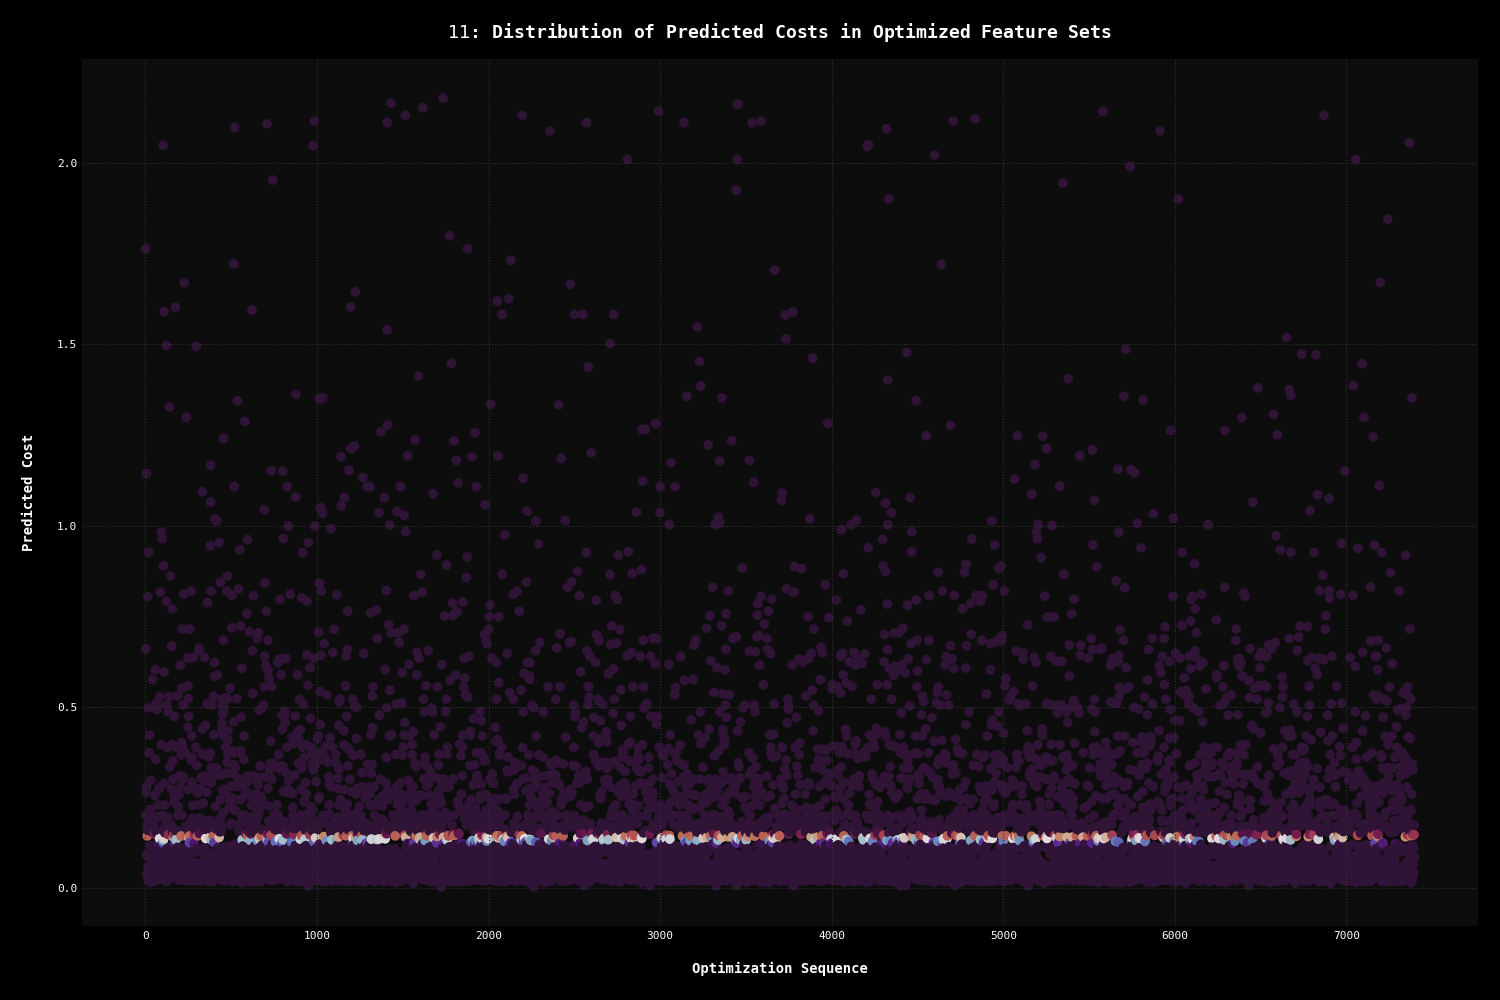 11: Distribution of Predicted Costs in Optimized Feature Sets
Predicted Cost
2.0
1.5
1.0
0.5
0.0
0 1000 2000 3000 4000 5000 6000 7000
Optimization Sequence